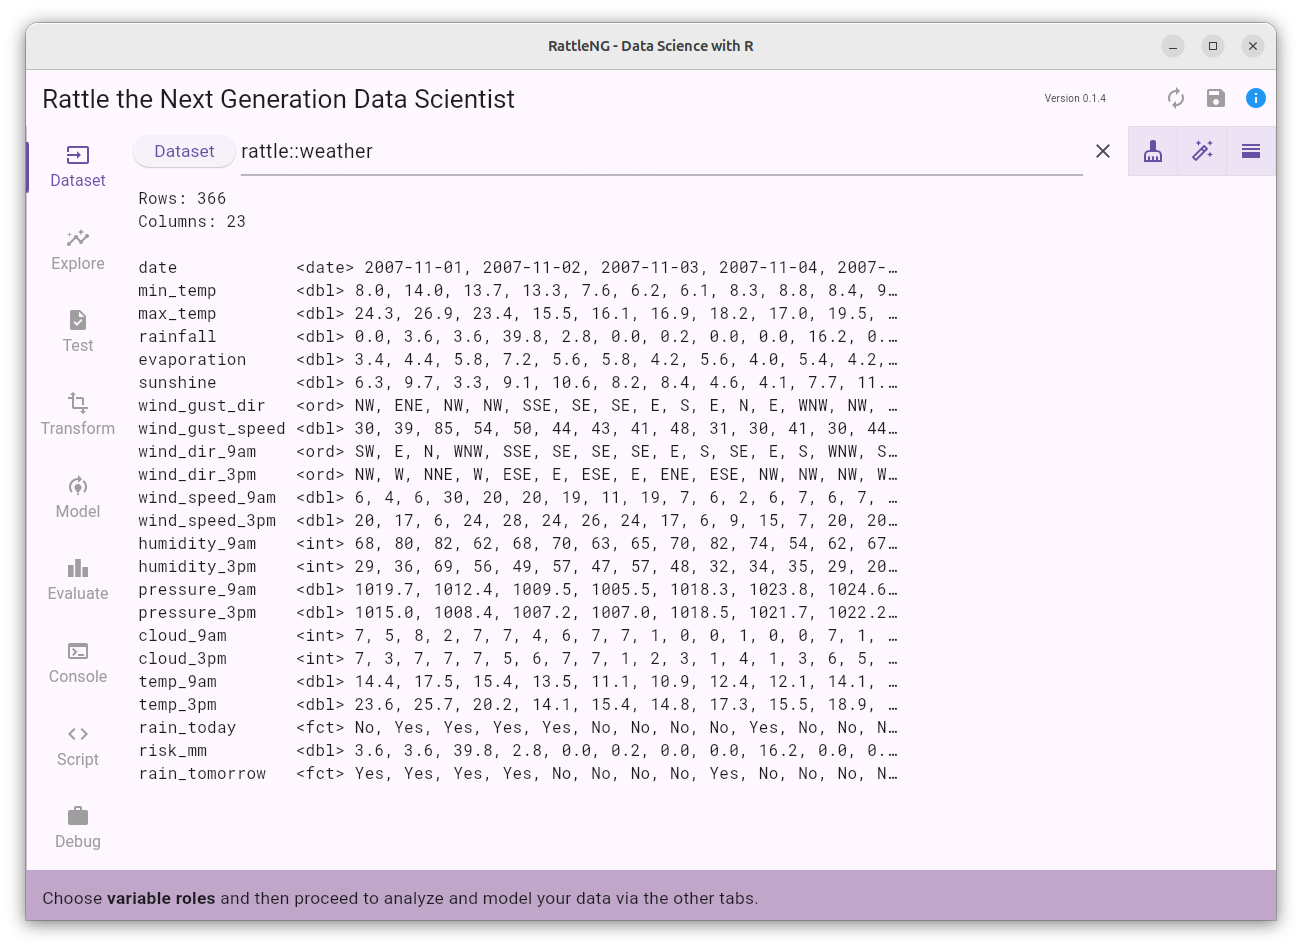 RattleNG - Data Science with R
Rattle the Next Generation Data Scientist
Version 0.1.4
Dataset
rattle::weather
Dataset
Explore
Test
Transform
Model
Evaluate
Console
Script
Debug
Rows: 366
Columns: 23
date <date> 2007-11-01, 2007-11-02, 2007-11-03, 2007-11-04, 2007-…
min_temp <dbl> 8.0, 14.0, 13.7, 13.3, 7.6, 6.2, 6.1, 8.3, 8.8, 8.4, 9…
max_temp <dbl> 24.3, 26.9, 23.4, 15.5, 16.1, 16.9, 18.2, 17.0, 19.5, …
rainfall <dbl> 0.0, 3.6, 3.6, 39.8, 2.8, 0.0, 0.2, 0.0, 0.0, 16.2, 0.…
evaporation <dbl> 3.4, 4.4, 5.8, 7.2, 5.6, 5.8, 4.2, 5.6, 4.0, 5.4, 4.2,…
sunshine <dbl> 6.3, 9.7, 3.3, 9.1, 10.6, 8.2, 8.4, 4.6, 4.1, 7.7, 11.…
wind_gust_dir <ord> NW, ENE, NW, NW, SSE, SE, SE, E, S, E, N, E, WNW, NW, …
wind_gust_speed <dbl> 30, 39, 85, 54, 50, 44, 43, 41, 48, 31, 30, 41, 30, 44…
wind_dir_9am <ord> SW, E, N, WNW, SSE, SE, SE, SE, E, S, SE, E, S, WNW, S…
wind_dir_3pm <ord> NW, W, NNE, W, ESE, E, ESE, E, ENE, ESE, NW, NW, NW, W…
wind_speed_9am <dbl> 6, 4, 6, 30, 20, 20, 19, 11, 19, 7, 6, 2, 6, 7, 6, 7, …
wind_speed_3pm <dbl> 20, 17, 6, 24, 28, 24, 26, 24, 17, 6, 9, 15, 7, 20, 20…
humidity_9am <int> 68, 80, 82, 62, 68, 70, 63, 65, 70, 82, 74, 54, 62, 67…
humidity_3pm <int> 29, 36, 69, 56, 49, 57, 47, 57, 48, 32, 34, 35, 29, 20…
pressure_9am <dbl> 1019.7, 1012.4, 1009.5, 1005.5, 1018.3, 1023.8, 1024.6…
pressure_3pm <dbl> 1015.0, 1008.4, 1007.2, 1007.0, 1018.5, 1021.7, 1022.2…
cloud_9am <int> 7, 5, 8, 2, 7, 7, 4, 6, 7, 7, 1, 0, 0, 1, 0, 0, 7, 1, …
cloud_3pm <int> 7, 3, 7, 7, 7, 5, 6, 7, 7, 1, 2, 3, 1, 4, 1, 3, 6, 5, …
temp_9am <dbl> 14.4, 17.5, 15.4, 13.5, 11.1, 10.9, 12.4, 12.1, 14.1, …
temp_3pm <dbl> 23.6, 25.7, 20.2, 14.1, 15.4, 14.8, 17.3, 15.5, 18.9, …
rain_today <fct> No, Yes, Yes, Yes, Yes, No, No, No, No, Yes, No, No, N…
risk_mm <dbl> 3.6, 3.6, 39.8, 2.8, 0.0, 0.2, 0.0, 0.0, 16.2, 0.0, 0.…
rain_tomorrow <fct> Yes, Yes, Yes, Yes, No, No, No, No, Yes, No, No, No, N…
Choose variable roles and then proceed to analyze and model your data via the other tabs.